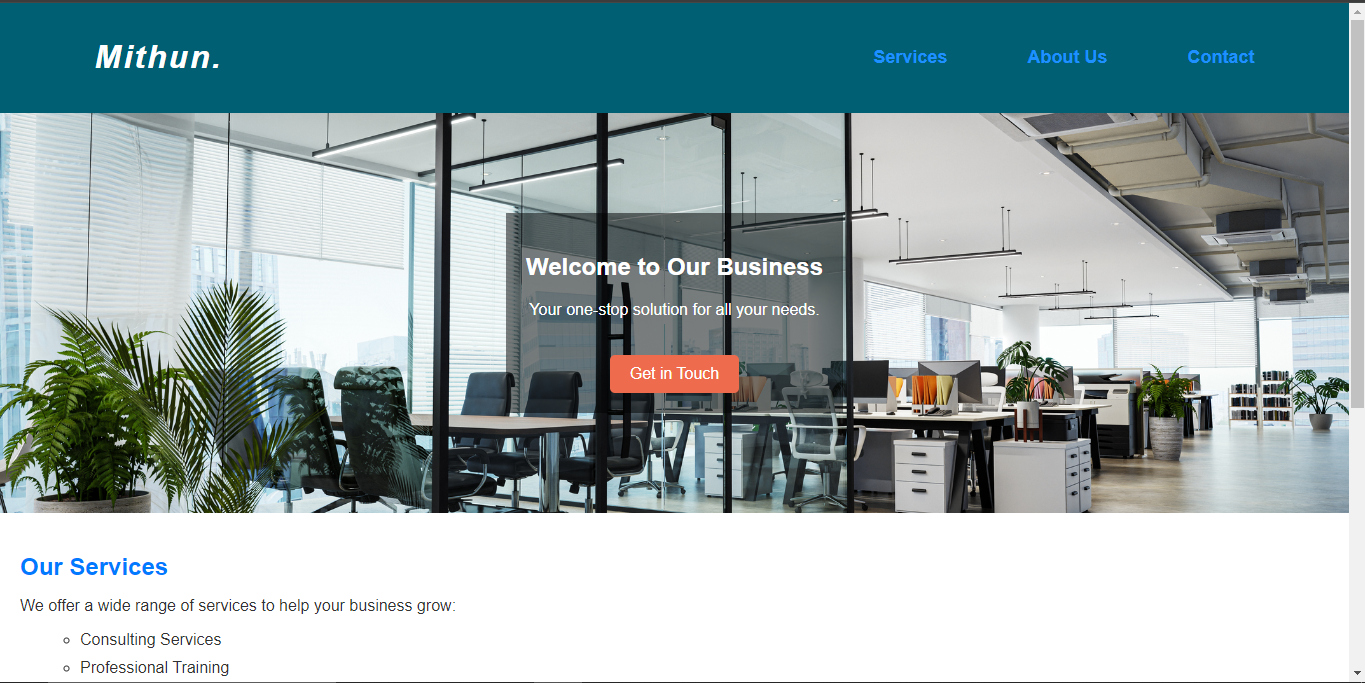 Mithun.
Services About Us Contact
Welcome to Our Business
Your one-stop solution for all your needs.
Get in Touch
Our Services
We offer a wide range of services to help your business grow:
Consulting Services
Professional Training